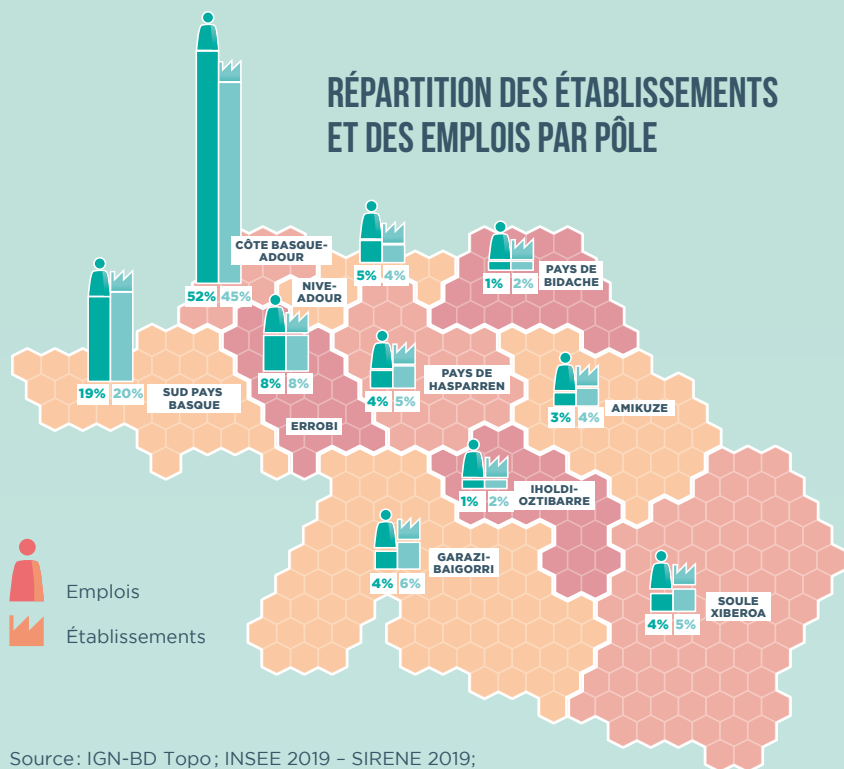 RÉPARTITION DES ÉTABLISSEMENTS
ET DES EMPLOIS PAR PÔLE
CÔTE BASQUE-
ADOUR
52% 45%
NIVE-
ADOUR
5% 4%
PAYS DE
BIDACHE
1% 2%
SUD PAYS
BASQUE
19% 20%
ERROBI
8% 8%
PAYS DE
HASPARREN
4% 5%
AMIKUZE
3% 4%
IHOLDI-
OZTIBARRE
1% 2%
GARAZI-
BAIGORRI
4% 6%
SOULE
XIBEROA
4% 5%
Emplois
Établissements
Source : IGN-BD Topo ; INSEE 2019 – SIRENE 2019;